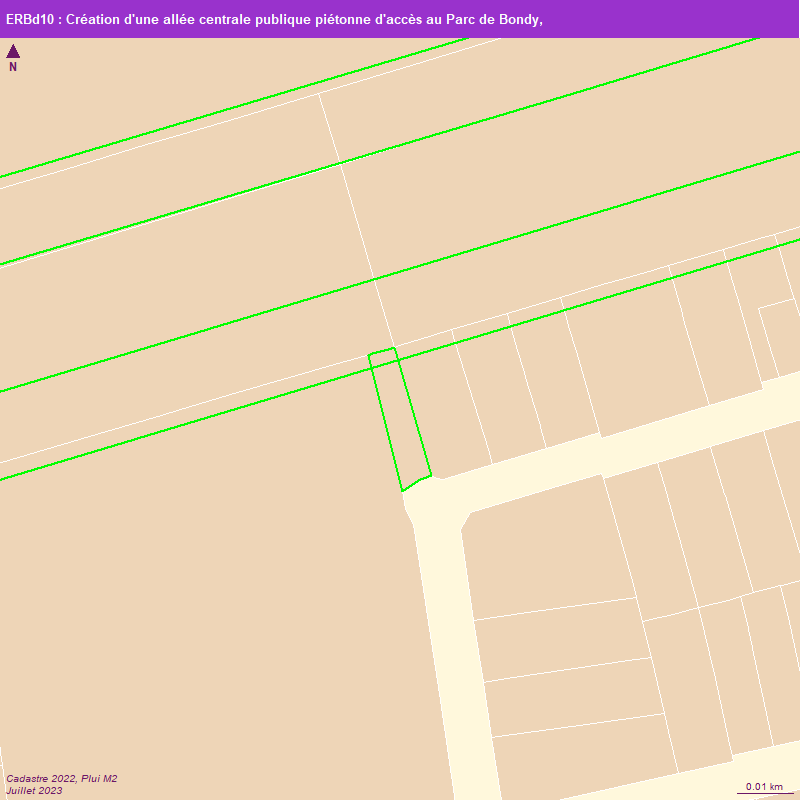 ERBd10 : Création d'une allée centrale publique piétonne d'accès au Parc de Bondy,
N
Cadastre 2022, Plui M2
Juillet 2023
0.01 km